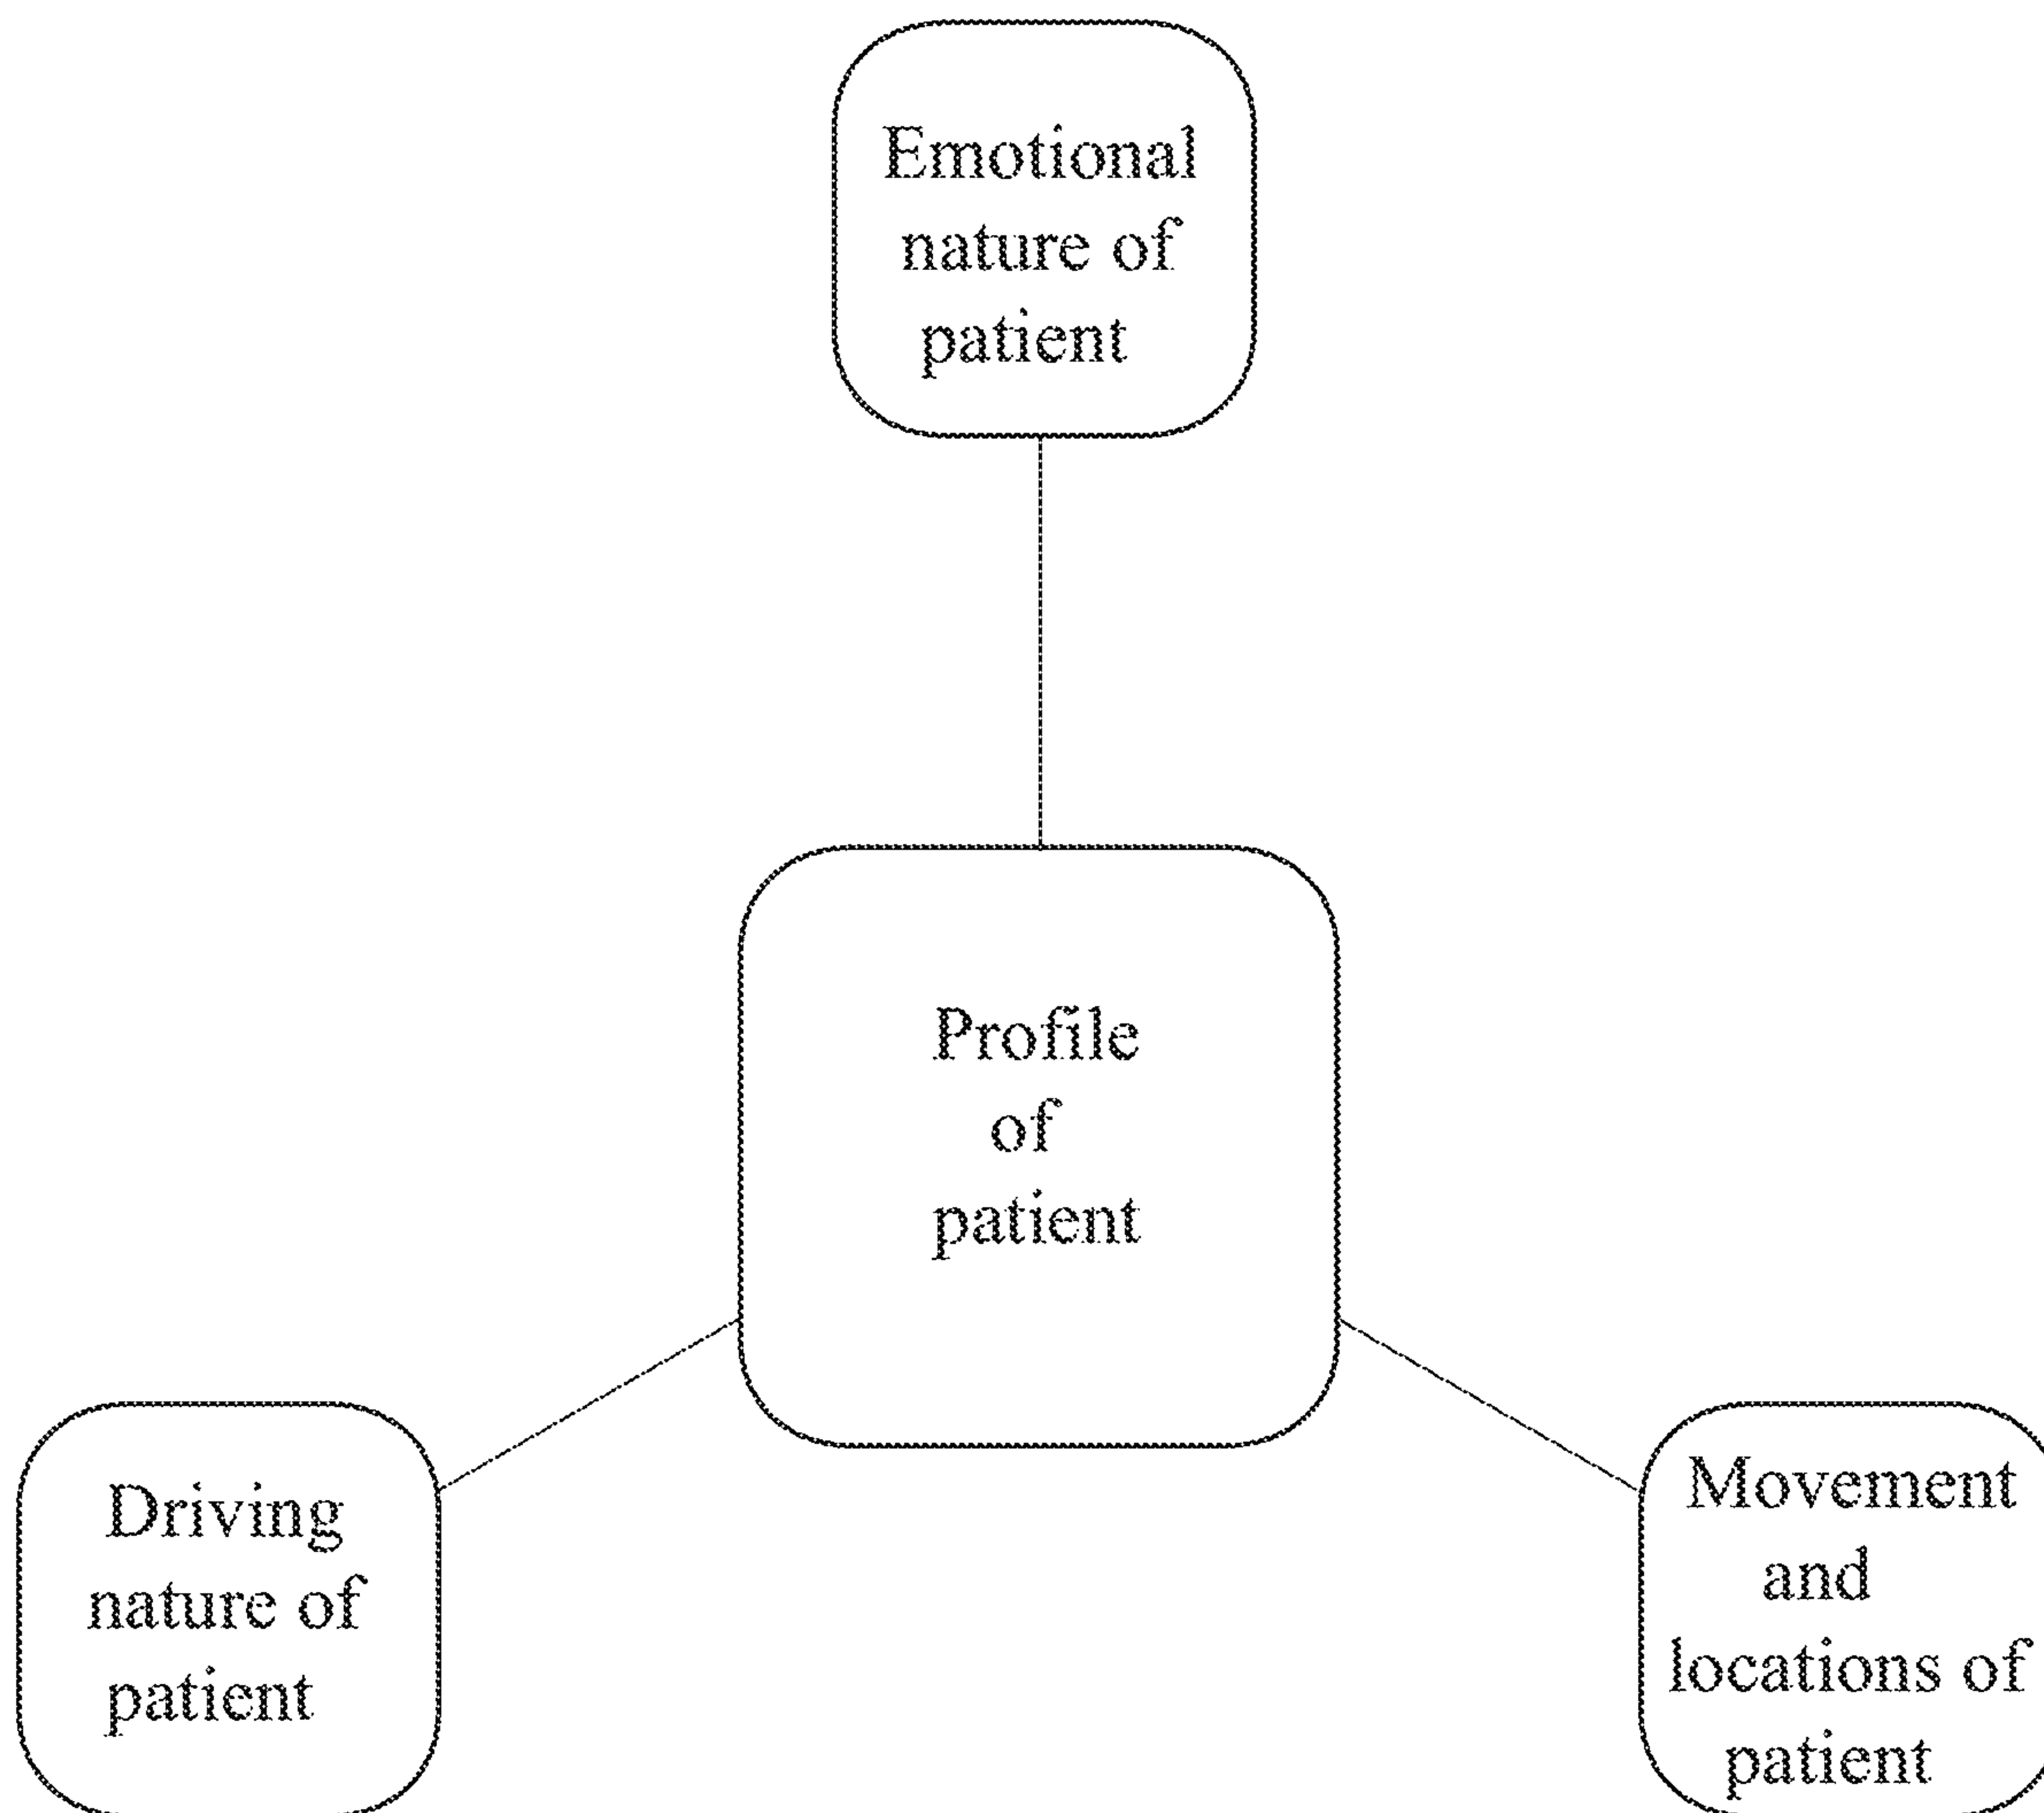 Emotional
nature of
patient
Profile
of
patient
Driving
nature of
patient
Movement
and
locations of
patient